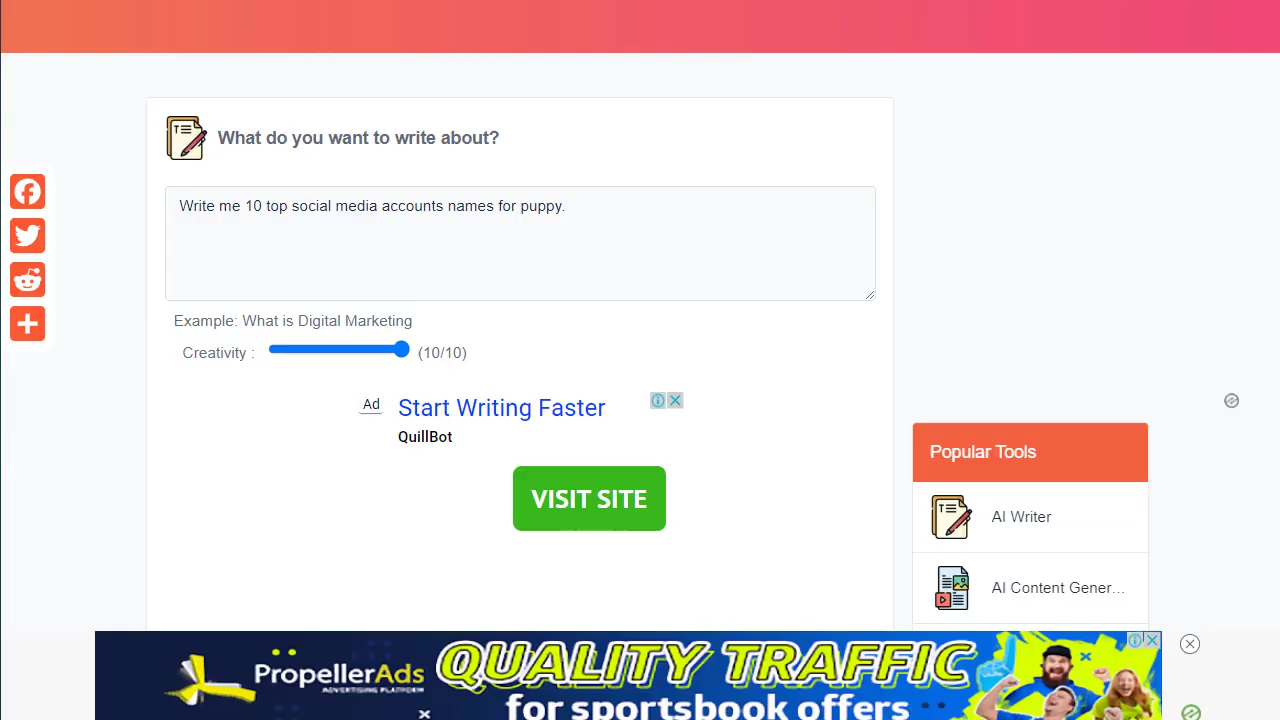 What do you want to write about?
Write me 10 top social media accounts names for puppy.
Example: What is Digital Marketing
Creativity :
(10/10)
Ad
Start Writing Faster
QuillBot
VISIT SITE
Popular Tools
AI Writer
AI Content Gener...
PropellerAds
ADVERTISING PLATFORM
QUALITY TRAFFIC
for sportsbook offers